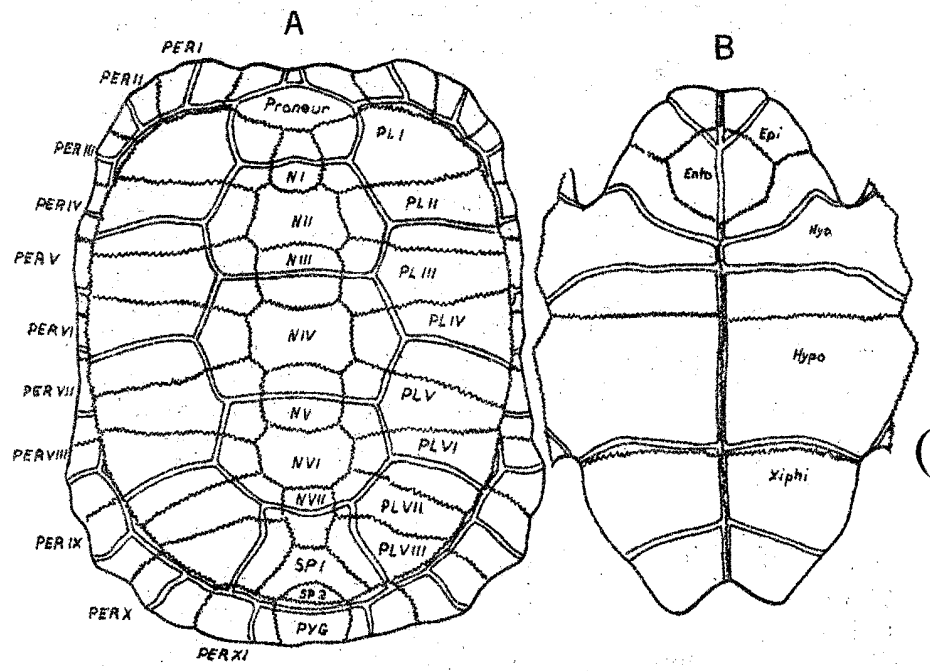 A
B
PER I
PER II
PER III
PER IV
PER V
PER VI
PER VII
PER VIII
PER IX
PER X
PER XI
Proneur
N I
N II
N III
N IV
N V
N VI
N VII
SP I
SP 2
PYG
PL I
PL II
PL III
PL IV
PL V
PL VI
PL VII
PL VIII
Epi
Ento
Hyo
Hypo
Xiphi
(